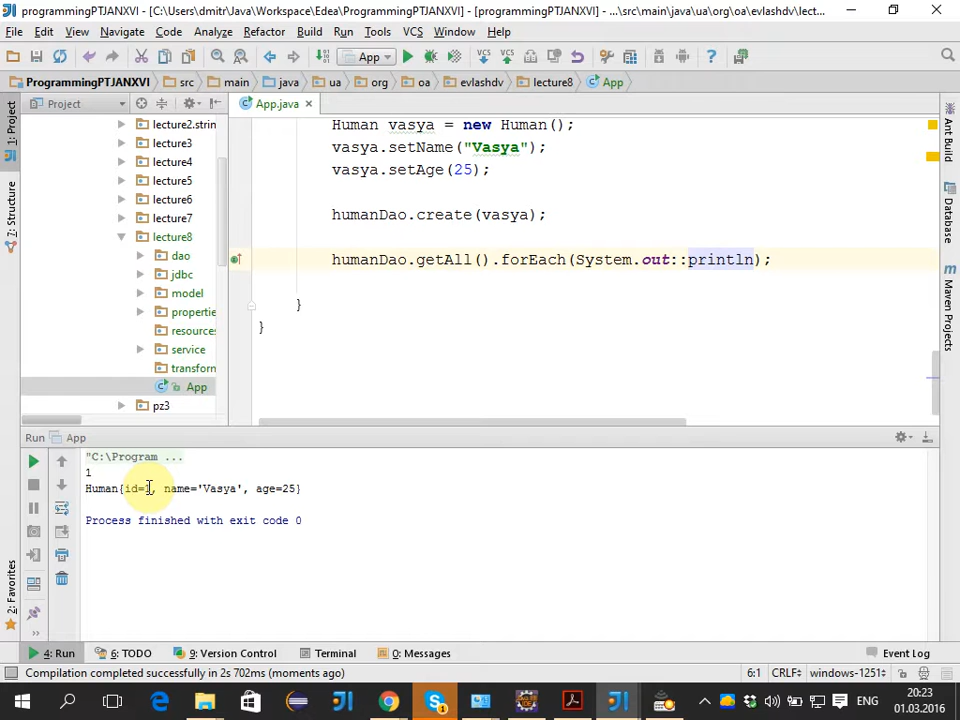 programmingPTJANXVI - [C:\Users\dmitr\Java\Workspace\Edea\ProgrammingPTJANXVI] - [programmingPTJANXVI] - ...\src\main\java\ua\org\oa\evlashdv\lect...
File Edit View Navigate Code Analyze Refactor Build Run Tools VCS Window Help
App
VCS VCS
ProgrammingPTJANXVI src main java ua org oa evlashdv lecture8 App
Project
App.java
1: Project
Structure
2: Favorites
Ant Build
Database
Maven Projects
lecture2.strin
lecture3
lecture4
lecture5
lecture6
lecture7
lecture8
dao
jdbc
model
propertie
resources
service
transform
App
pz3
Human vasya = new Human();
vasya.setName("Vasya");
vasya.setAge(25);
humanDao.create(vasya);
humanDao.getAll().forEach(System.out::println);
}
}
Run App
"C:\Program ...
1
Human{id=1, name='Vasya', age=25}
Process finished with exit code 0
4: Run 6: TODO 9: Version Control Terminal 0: Messages Event Log
Compilation completed successfully in 2s 702ms (moments ago) 6:1 CRLF÷ windows-1251÷
ENG
20:23
01.03.2016